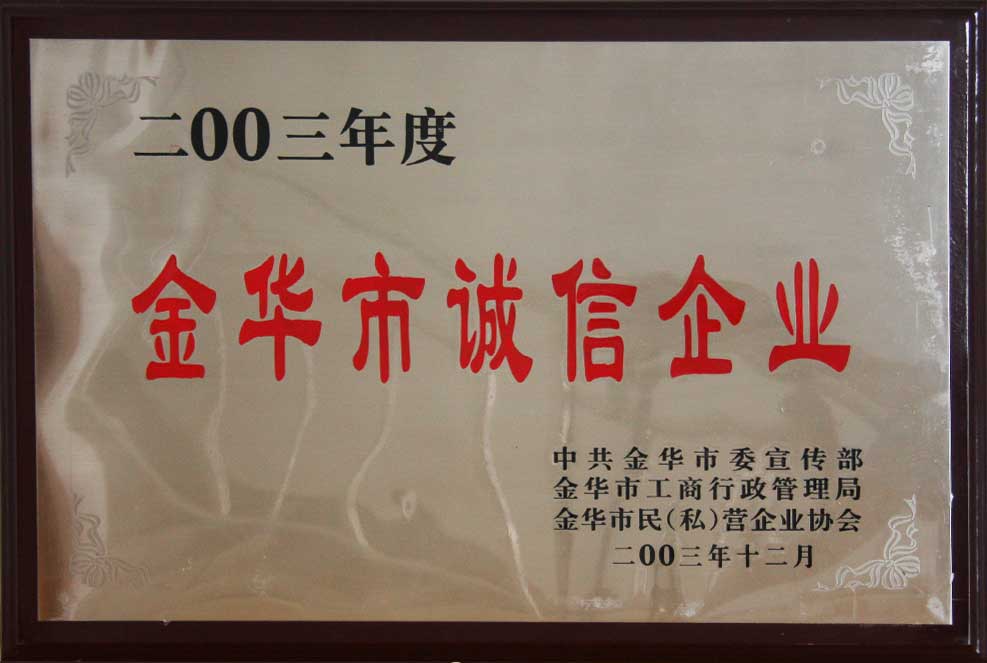 二00三年度
金华市诚信企业
中共金华市委宣传部
金华市工商行政管理局
金华市民(私)营企业协会
二00三年十二月